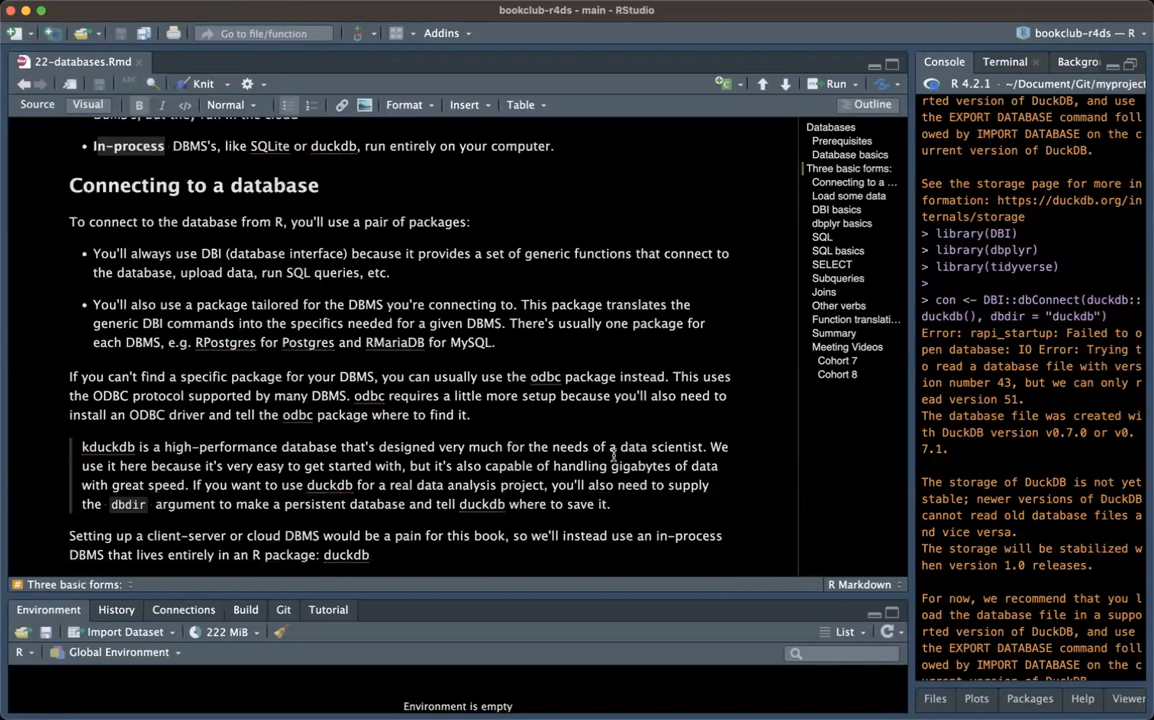 bookclub-r4ds - main - RStudio
Go to file/function
Addins
bookclub-r4ds — R
22-databases.Rmd
Knit
Run
Source
Visual
B
I
Normal
Format
Insert
Table
Outline
In-process DBMS's, like SQLite or duckdb, run entirely on your computer.
Connecting to a database
To connect to the database from R, you'll use a pair of packages:
You'll always use DBI (database interface) because it provides a set of generic functions that connect to
the database, upload data, run SQL queries, etc.
You'll also use a package tailored for the DBMS you're connecting to. This package translates the
generic DBI commands into the specifics needed for a given DBMS. There's usually one package for
each DBMS, e.g. RPostgres for Postgres and RMariaDB for MySQL.
If you can't find a specific package for your DBMS, you can usually use the odbc package instead. This uses
the ODBC protocol supported by many DBMS. odbc requires a little more setup because you'll also need to
install an ODBC driver and tell the odbc package where to find it.
kduckdb is a high-performance database that's designed very much for the needs of a data scientist. We
use it here because it's very easy to get started with, but it's also capable of handling gigabytes of data
with great speed. If you want to use duckdb for a real data analysis project, you'll also need to supply
the dbdir argument to make a persistent database and tell duckdb where to save it.
Setting up a client-server or cloud DBMS would be a pain for this book, so we'll instead use an in-process
DBMS that lives entirely in an R package: duckdb
Databases
Prerequisites
Database basics
Three basic forms:
Connecting to a ...
Load some data
DBI basics
dbplyr basics
SQL
SQL basics
SELECT
Subqueries
Joins
Other verbs
Function translati...
Summary
Meeting Videos
Cohort 7
Cohort 8
# Three basic forms:
R Markdown
Environment
History
Connections
Build
Git
Tutorial
Import Dataset
222 MiB
List
R
Global Environment
Environment is empty
Console
Terminal
Backgro
R 4.2.1 · ~/Document/Git/myproject
rted version of DuckDB, and use
the EXPORT DATABASE command foll
owed by IMPORT DATABASE on the c
urrent version of DuckDB.
See the storage page for more in
formation: https://duckdb.org/in
ternals/storage
> library(DBI)
> library(dbplyr)
> library(tidyverse)
>
> con <- DBI::dbConnect(duckdb::
duckdb(), dbdir = "duckdb")
Error: rapi_startup: Failed to o
pen database: IO Error: Trying t
o read a database file with vers
ion number 43, but we can only r
ead version 51.
The database file was created wi
th DuckDB version v0.7.0 or v0.
7.1.
The storage of DuckDB is not yet
stable; newer versions of DuckDB
cannot read old database files a
nd vice versa.
The storage will be stabilized w
hen version 1.0 releases.
For now, we recommend that you l
oad the database file in a suppo
rted version of DuckDB, and use
the EXPORT DATABASE command foll
owed by IMPORT DATABASE on the c
Files
Plots
Packages
Help
Viewer